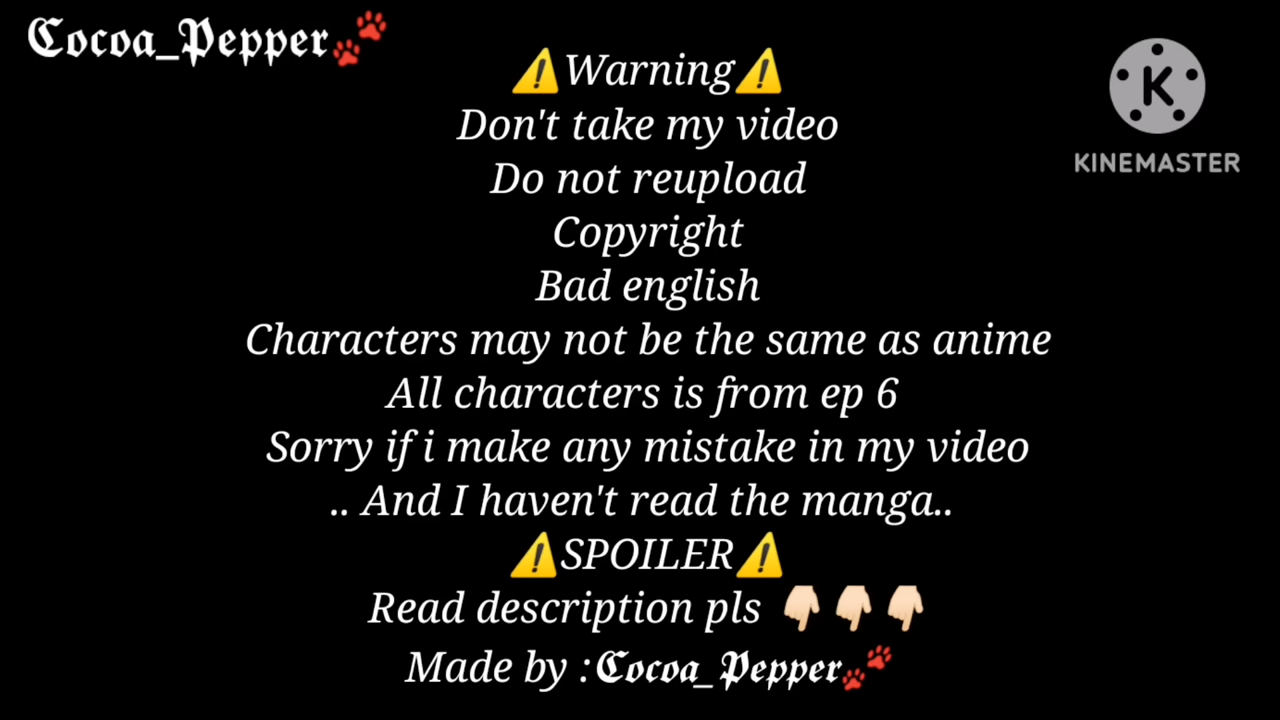 Cocoa_Pepper🐾
⚠️Warning⚠️
K
KINEMASTER
Don't take my video
Do not reupload
Copyright
Bad english
Characters may not be the same as anime
All characters is from ep 6
Sorry if i make any mistake in my video
.. And I haven't read the manga..
⚠️SPOILER⚠️
Read description pls 👇🏻👇🏻👇🏻
Made by :Cocoa_Pepper🐾